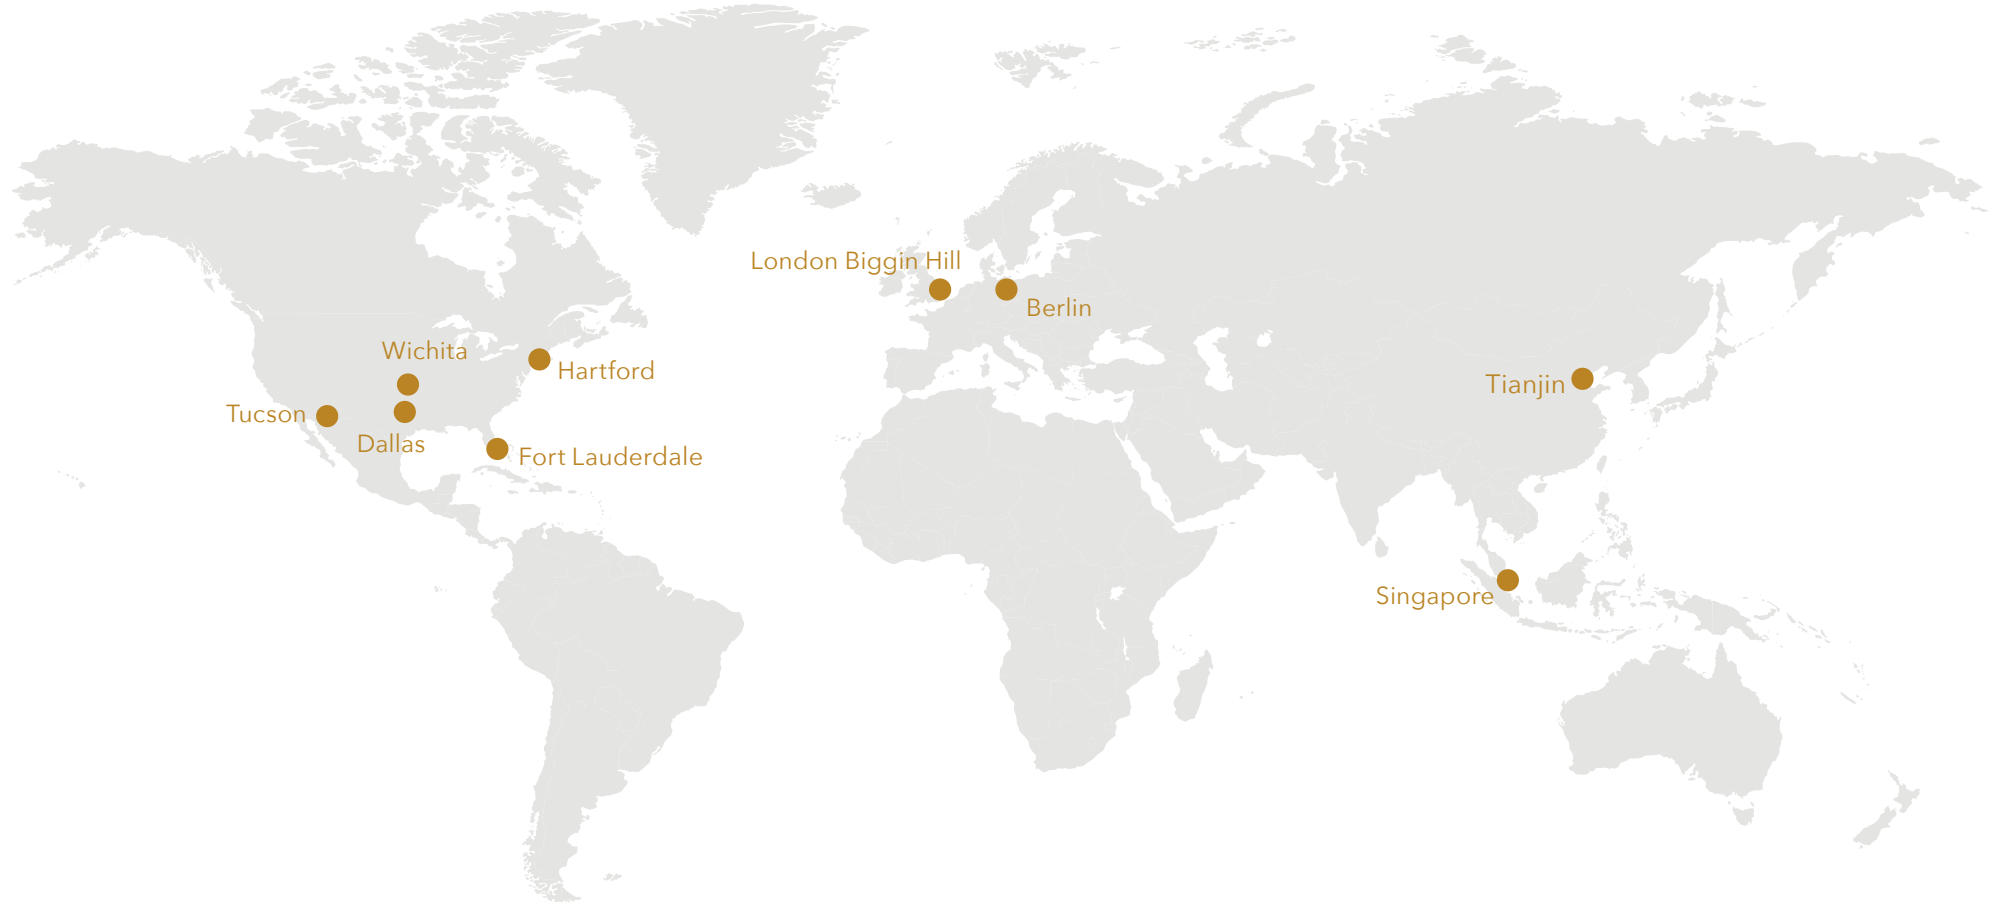 London Biggin Hill
Berlin
Wichita
Hartford
Tianjin
Tucson
Dallas
Fort Lauderdale
Singapore